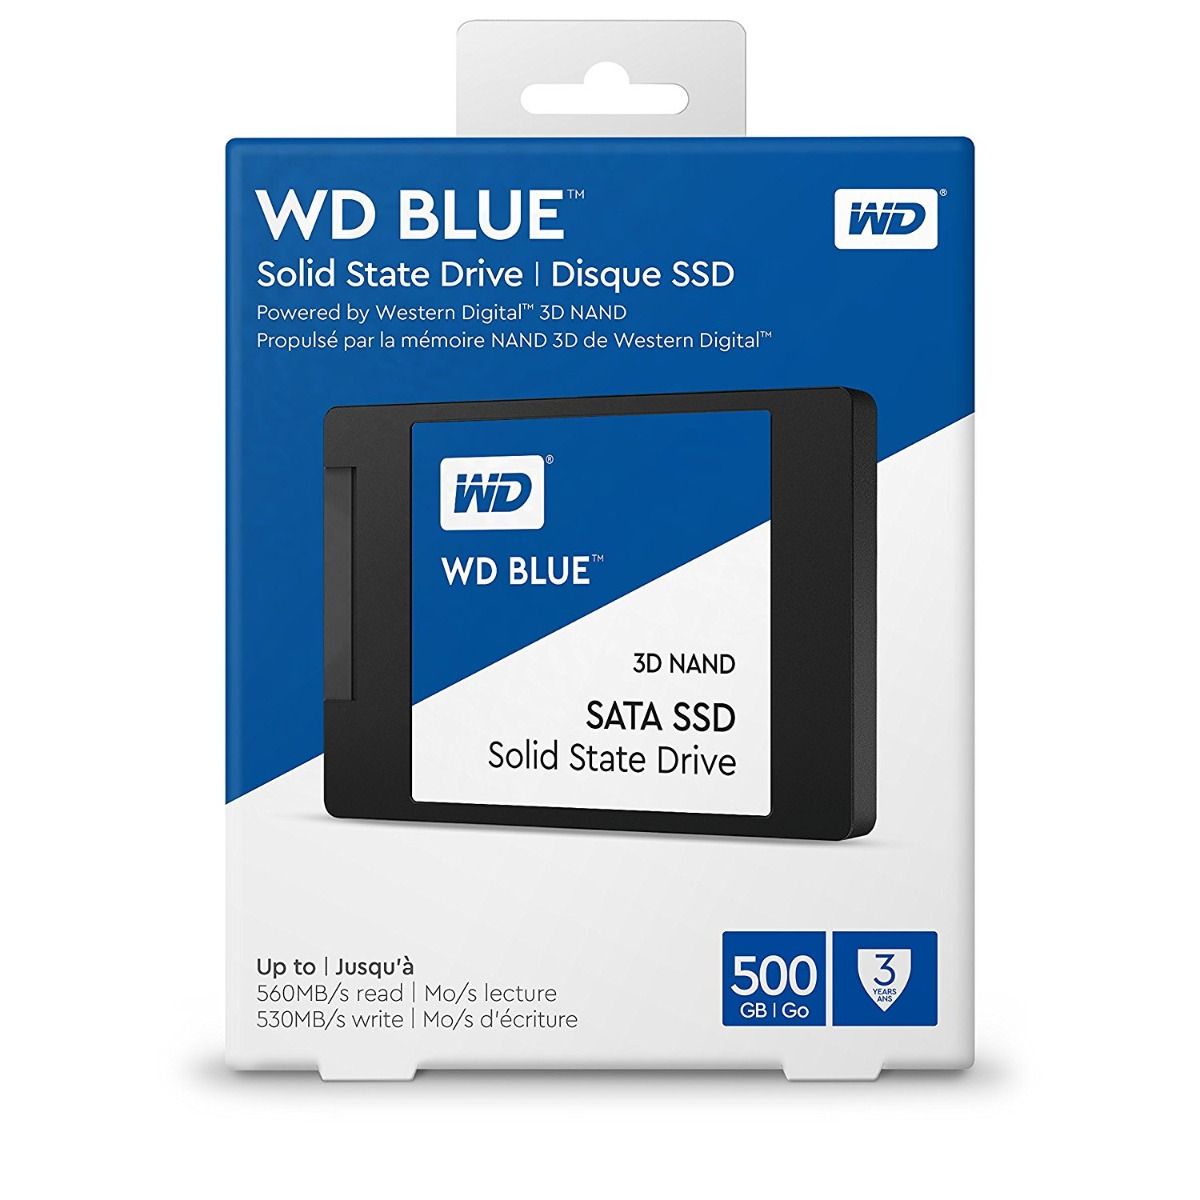 WD BLUE™
WD®
Solid State Drive | Disque SSD
Powered by Western Digital™ 3D NAND
Propulsé par la mémoire NAND 3D de Western Digital™
WD®
WD BLUE™
3D NAND
SATA SSD
Solid State Drive
Up to | Jusqu'à
560MB/s read | Mo/s lecture
530MB/s write | Mo/s d'écriture
500
GB | Go
3
YEARS
ANS